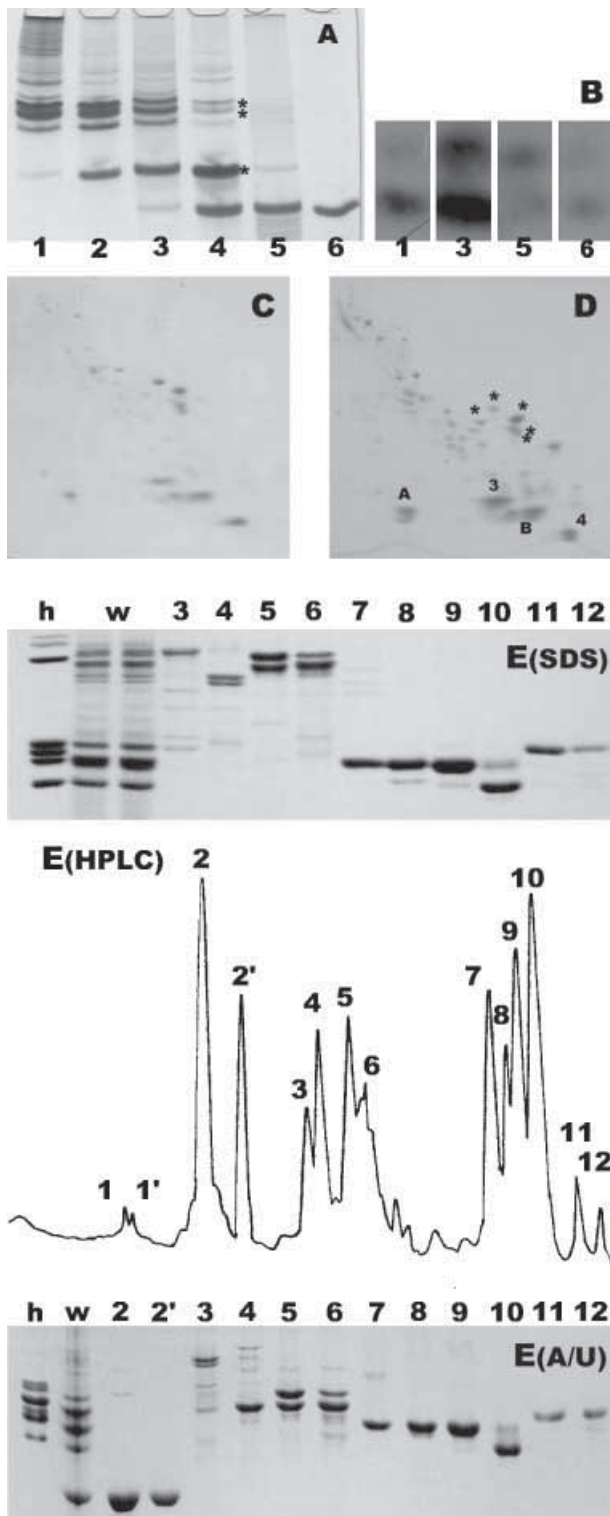 A
*
*
*
1 2 3 4 5 6
B
1 3 5 6
C
D
* * * * *
A 3 B 4
h w 3 4 5 6 7 8 9 10 11 12
E(SDS)
E(HPLC)
1 1' 2 2' 3 4 5 6 7 8 9 10 11 12
h w 2 2' 3 4 5 6 7 8 9 10 11 12
E(A/U)